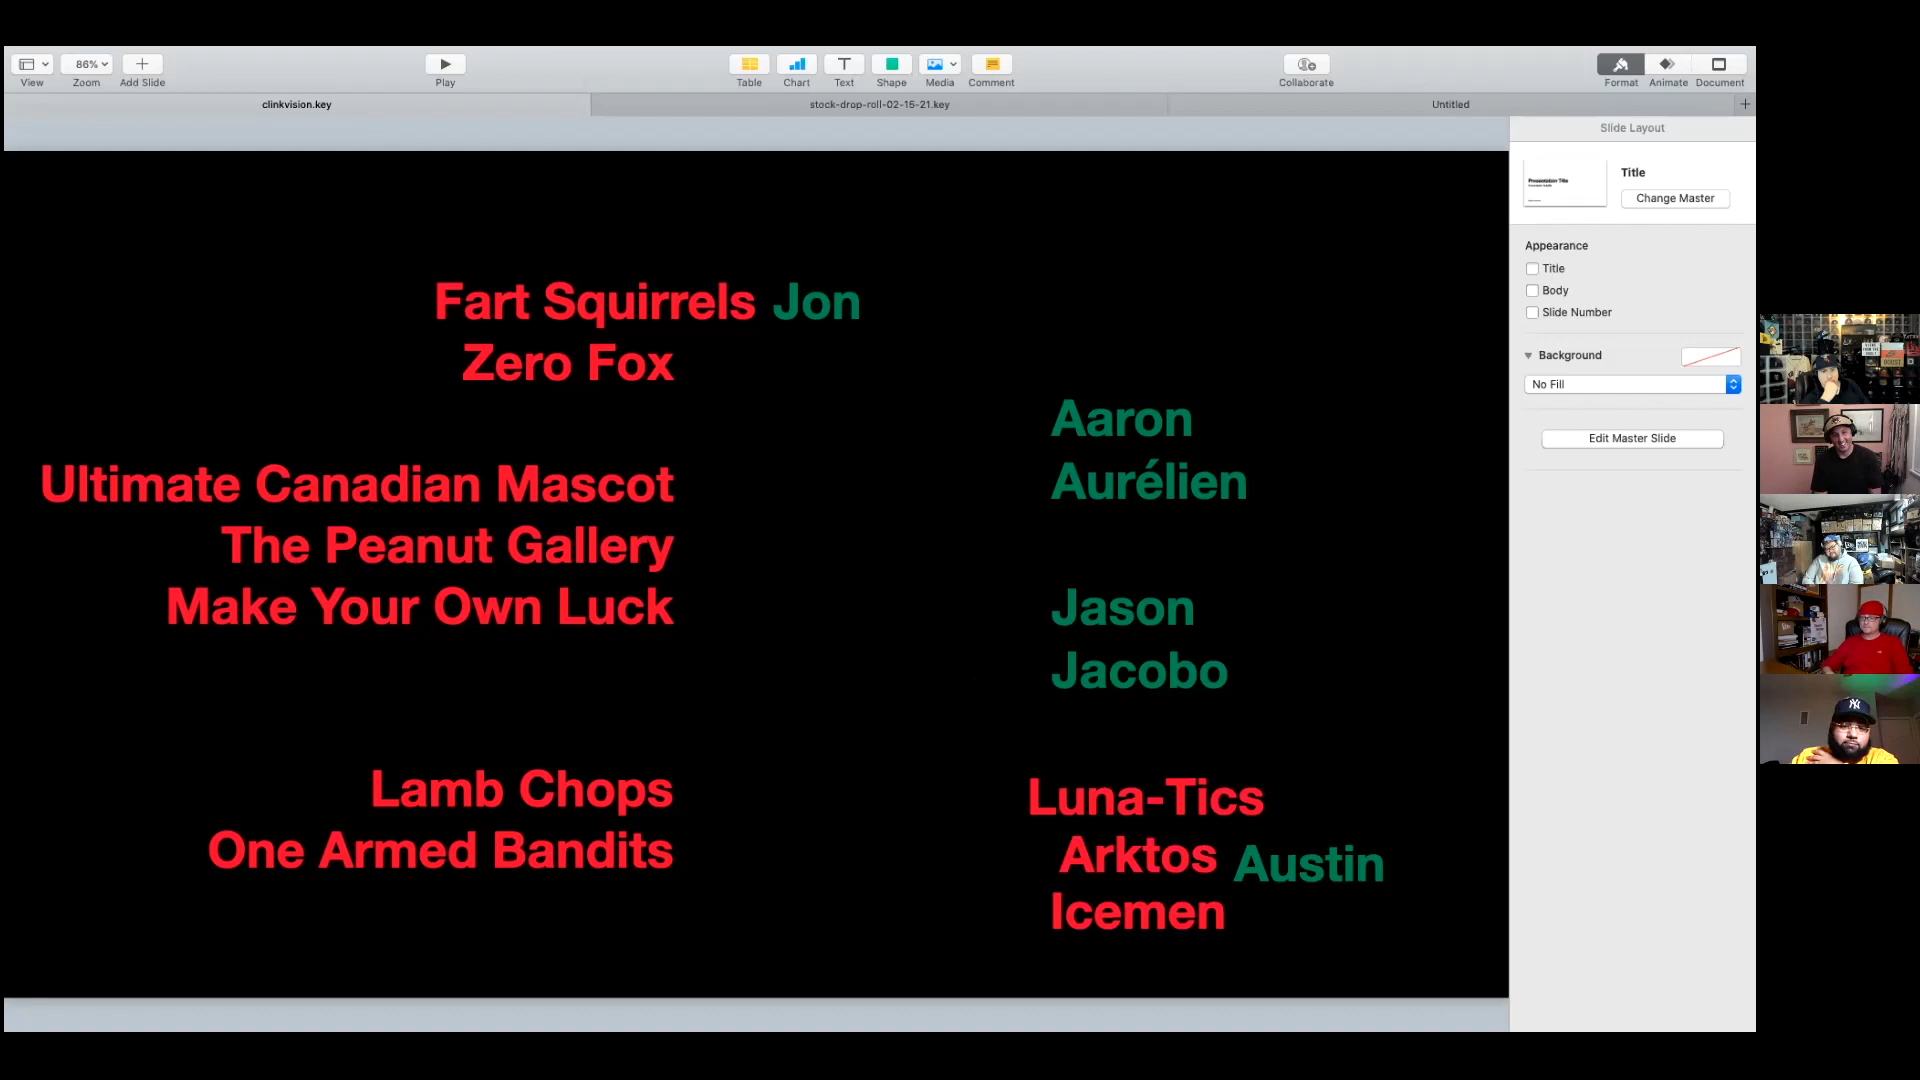 86%
View
Zoom
Add Slide
Play
Table
Chart
Text
Shape
Media
Comment
Collaborate
Format
Animate
Document
clinkvision.key
stock-drop-roll-02-15-21.key
Untitled
Slide Layout
Title
Change Master
Appearance
Title
Body
Slide Number
Background
No Fill
Edit Master Slide
Fart Squirrels Jon
Zero Fox
Aaron
Ultimate Canadian Mascot
Aurélien
The Peanut Gallery
Make Your Own Luck
Jason
Jacobo
Lamb Chops
Luna-Tics
One Armed Bandits
Arktos Austin
Icemen